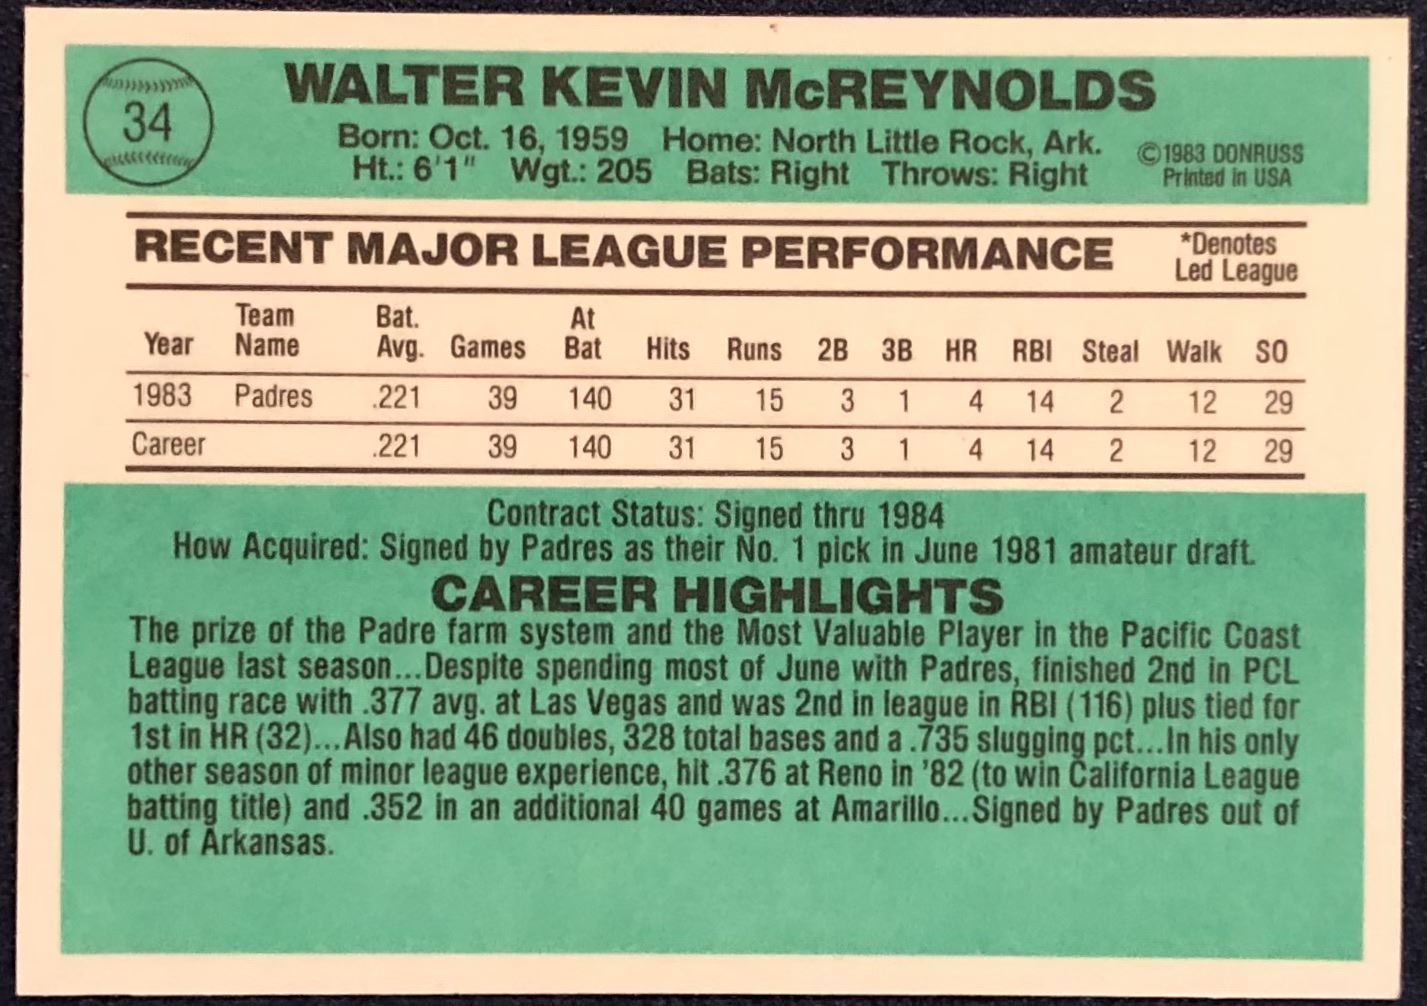 34
WALTER KEVIN McREYNOLDS
Born: Oct. 16, 1959 Home: North Little Rock, Ark.
Ht.: 6'1" Wgt.: 205 Bats: Right Throws: Right
©1983 DONRUSS
Printed in USA
RECENT MAJOR LEAGUE PERFORMANCE
*Denotes
Led League
Year Team Name Bat. Avg. Games At Bat Hits Runs 2B 3B HR RBI Steal Walk SO
1983 Padres .221 39 140 31 15 3 1 4 14 2 12 29
Career .221 39 140 31 15 3 1 4 14 2 12 29
Contract Status: Signed thru 1984
How Acquired: Signed by Padres as their No. 1 pick in June 1981 amateur draft.
CAREER HIGHLIGHTS
The prize of the Padre farm system and the Most Valuable Player in the Pacific Coast
League last season...Despite spending most of June with Padres, finished 2nd in PCL
batting race with .377 avg. at Las Vegas and was 2nd in league in RBI (116) plus tied for
1st in HR (32)...Also had 46 doubles, 328 total bases and a .735 slugging pct...In his only
other season of minor league experience, hit .376 at Reno in '82 (to win California League
batting title) and .352 in an additional 40 games at Amarillo...Signed by Padres out of
U. of Arkansas.